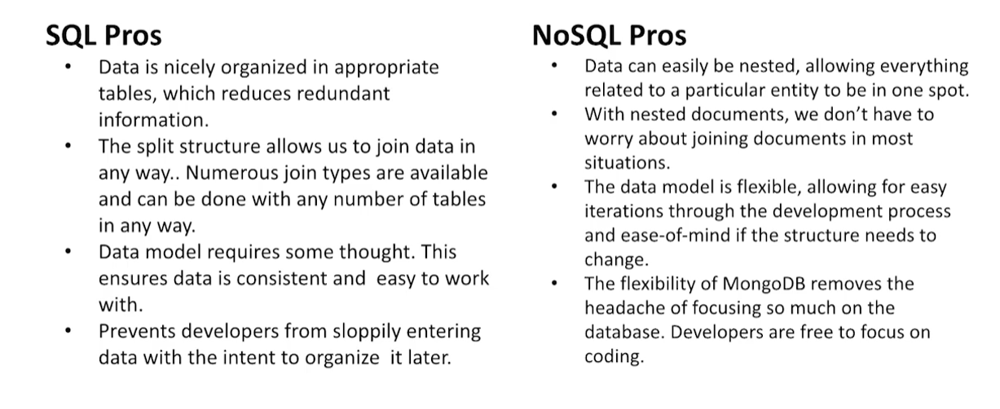 SQL Pros
• Data is nicely organized in appropriate
tables, which reduces redundant
information.
• The split structure allows us to join data in
any way.. Numerous join types are available
and can be done with any number of tables
in any way.
• Data model requires some thought. This
ensures data is consistent and  easy to work
with.
• Prevents developers from sloppily entering
data with the intent to organize  it later.
NoSQL Pros
• Data can easily be nested, allowing everything
related to a particular entity to be in one spot.
• With nested documents, we don’t have to
worry about joining documents in most
situations.
• The data model is flexible, allowing for easy
iterations through the development process
and ease-of-mind if the structure needs to
change.
• The flexibility of MongoDB removes the
headache of focusing so much on the
database. Developers are free to focus on
coding.